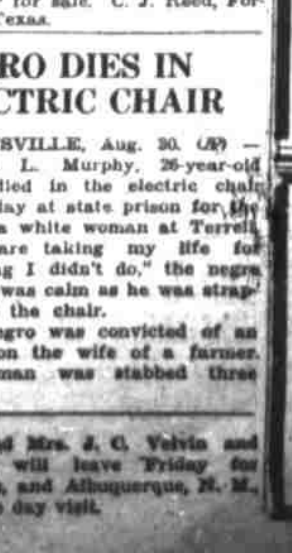 for sale. C. J. Reed, For-
Texas.
RO DIES IN
CTRIC CHAIR
SVILLE, Aug. 30. (AP) —
L. Murphy, 26-year-old
died in the electric chair
day at state prison for the
a white woman at Terrell.
are taking my life for
g I didn't do," the negro
was calm as he was strap-
the chair.
egro was convicted of an
on the wife of a farmer.
man was stabbed three
d Mrs. J. C. Velvin and
will leave Friday for
, and Albuquerque, N. M.,
day visit.